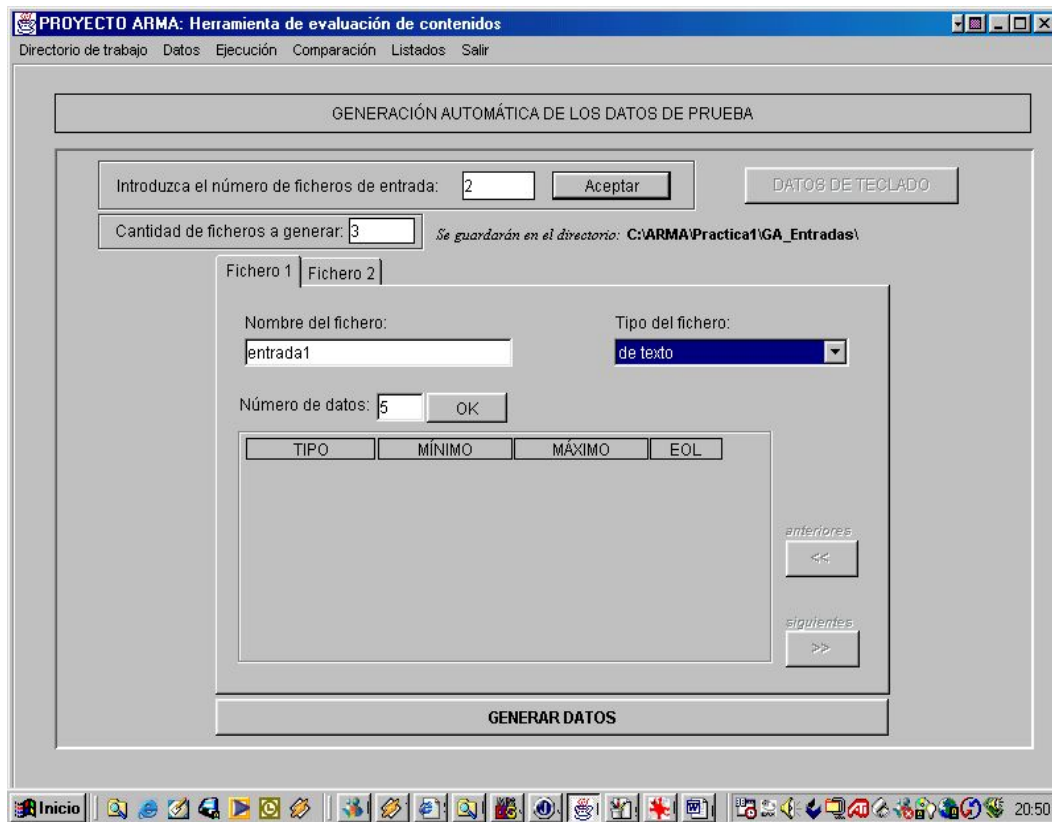 PROYECTO ARMA: Herramienta de evaluación de contenidos
Directorio de trabajo Datos Ejecución Comparación Listados Salir
GENERACIÓN AUTOMÁTICA DE LOS DATOS DE PRUEBA
Introduzca el número de ficheros de entrada: 2 Aceptar DATOS DE TECLADO
Cantidad de ficheros a generar: 3 Se guardarán en el directorio: C:\ARMA\Practica1\GA_Entradas\
Fichero 1 Fichero 2
Nombre del fichero: Tipo del fichero:
entrada1 de texto
Número de datos: 5 OK
TIPO MÍNIMO MÁXIMO EOL
anteriores
<<
siguientes
>>
GENERAR DATOS
Inicio 20:50